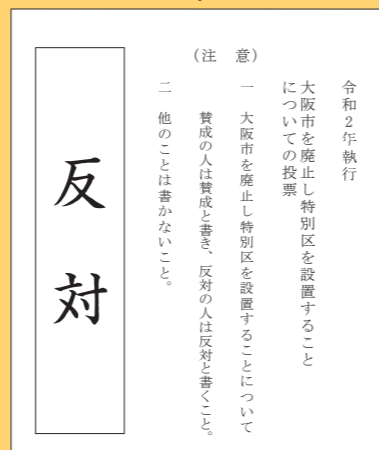 令和2年執行
大阪市を廃止し特別区を設置すること
についての投票
（注　意）
一　大阪市を廃止し特別区を設置することについて
賛成の人は賛成と書き、反対の人は反対と書くこと。
二　他のことは書かないこと。
反対